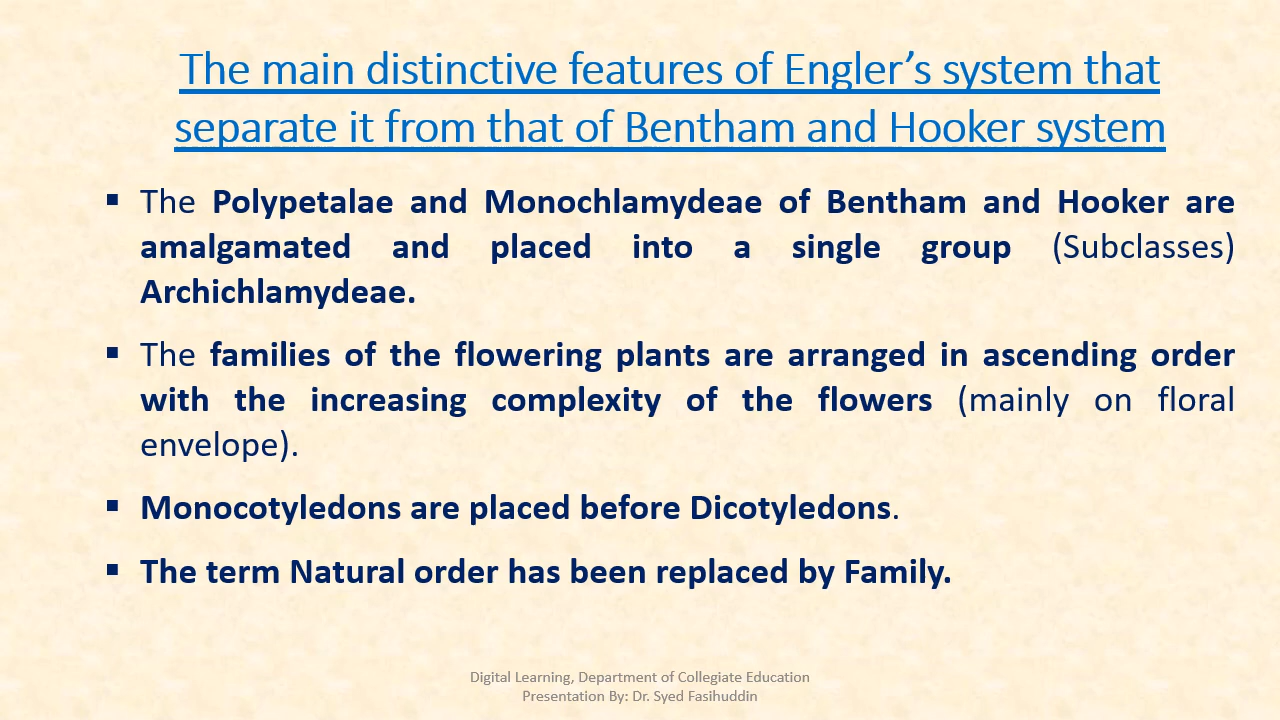 The main distinctive features of Engler’s system that
separate it from that of Bentham and Hooker system
▪ The Polypetalae and Monochlamydeae of Bentham and Hooker are
amalgamated and placed into a single group (Subclasses)
Archichlamydeae.
▪ The families of the flowering plants are arranged in ascending order
with the increasing complexity of the flowers (mainly on floral
envelope).
▪ Monocotyledons are placed before Dicotyledons.
▪ The term Natural order has been replaced by Family.
Digital Learning, Department of Collegiate Education
Presentation By: Dr. Syed Fasihuddin